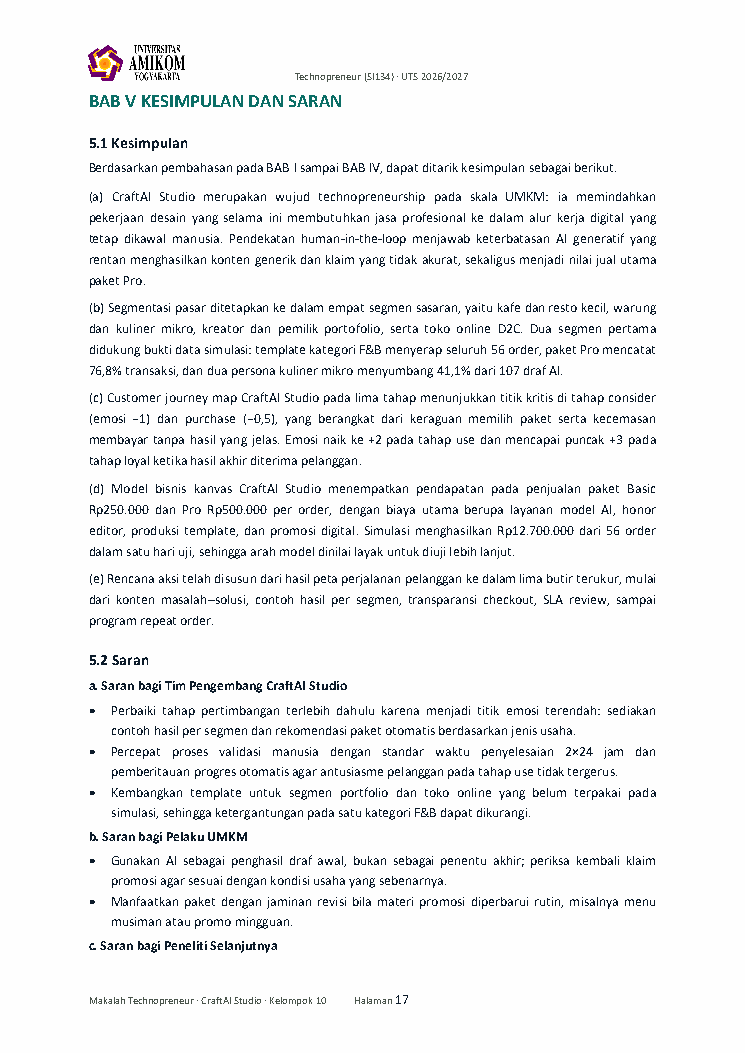 UNIVERSITAS
AMIKOM
YOGYAKARTA
Technopreneur (SI134) · UTS 2026/2027
BAB V KESIMPULAN DAN SARAN
5.1 Kesimpulan
Berdasarkan pembahasan pada BAB I sampai BAB IV, dapat ditarik kesimpulan sebagai berikut.
(a) CraftAI Studio merupakan wujud technopreneurship pada skala UMKM: ia memindahkan
pekerjaan desain yang selama ini membutuhkan jasa profesional ke dalam alur kerja digital yang
tetap dikawal manusia. Pendekatan human-in-the-loop menjawab keterbatasan AI generatif yang
rentan menghasilkan konten generik dan klaim yang tidak akurat, sekaligus menjadi nilai jual utama
paket Pro.
(b) Segmentasi pasar ditetapkan ke dalam empat segmen sasaran, yaitu kafe dan resto kecil, warung
dan kuliner mikro, kreator dan pemilik portofolio, serta toko online D2C. Dua segmen pertama
didukung bukti data simulasi: template kategori F&B menyerap seluruh 56 order, paket Pro mencatat
76,8% transaksi, dan dua persona kuliner mikro menyumbang 41,1% dari 107 draf AI.
(c) Customer journey map CraftAI Studio pada lima tahap menunjukkan titik kritis di tahap consider
(emosi −1) dan purchase (−0,5), yang berangkat dari keraguan memilih paket serta kecemasan
membayar tanpa hasil yang jelas. Emosi naik ke +2 pada tahap use dan mencapai puncak +3 pada
tahap loyal ketika hasil akhir diterima pelanggan.
(d) Model bisnis kanvas CraftAI Studio menempatkan pendapatan pada penjualan paket Basic
Rp250.000 dan Pro Rp500.000 per order, dengan biaya utama berupa layanan model AI, honor
editor, produksi template, dan promosi digital. Simulasi menghasilkan Rp12.700.000 dari 56 order
dalam satu hari uji, sehingga arah model dinilai layak untuk diuji lebih lanjut.
(e) Rencana aksi telah disusun dari hasil peta perjalanan pelanggan ke dalam lima butir terukur, mulai
dari konten masalah–solusi, contoh hasil per segmen, transparansi checkout, SLA review, sampai
program repeat order.
5.2 Saran
a. Saran bagi Tim Pengembang CraftAI Studio
• Perbaiki tahap pertimbangan terlebih dahulu karena menjadi titik emosi terendah: sediakan
contoh hasil per segmen dan rekomendasi paket otomatis berdasarkan jenis usaha.
• Percepat proses validasi manusia dengan standar waktu penyelesaian 2×24 jam dan
pemberitauan progres otomatis agar antusiasme pelanggan pada tahap use tidak tergerus.
• Kembangkan template untuk segmen portfolio dan toko online yang belum terpakai pada
simulasi, sehingga ketergantungan pada satu kategori F&B dapat dikurangi.
b. Saran bagi Pelaku UMKM
• Gunakan AI sebagai penghasil draf awal, bukan sebagai penentu akhir; periksa kembali klaim
promosi agar sesuai dengan kondisi usaha yang sebenarnya.
• Manfaatkan paket dengan jaminan revisi bila materi promosi diperbarui rutin, misalnya menu
musiman atau promo mingguan.
c. Saran bagi Peneliti Selanjutnya
Makalah Technopreneur · CraftAI Studio · Kelompok 10 Halaman 17